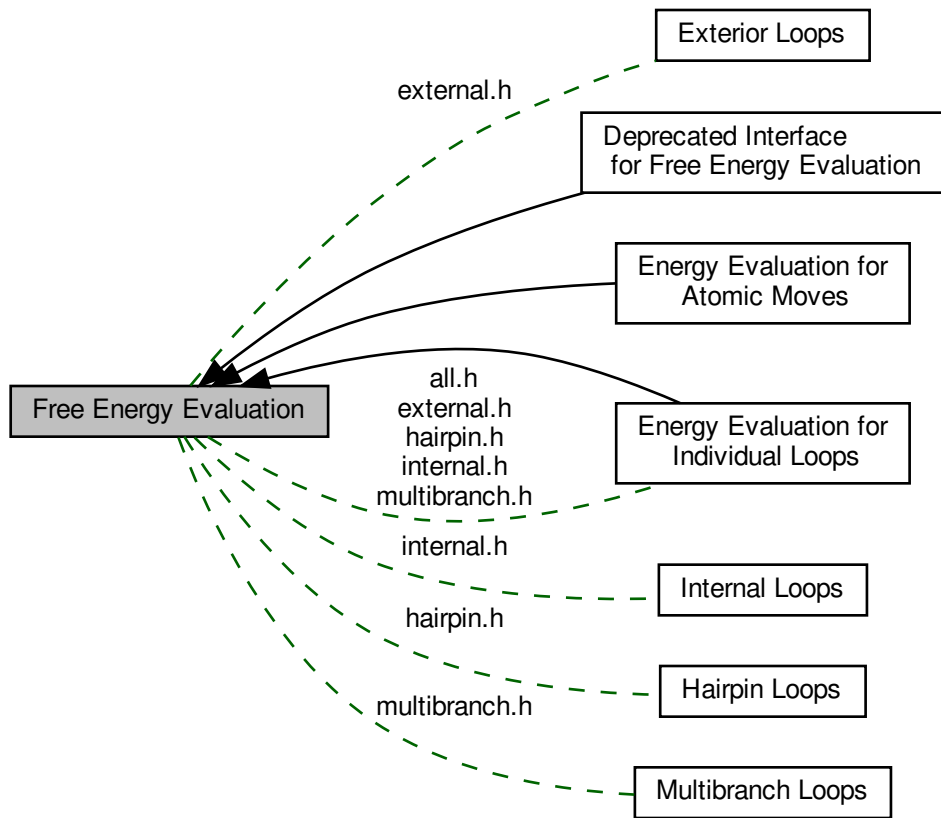 Exterior Loops
external.h
Deprecated Interface
for Free Energy Evaluation
Energy Evaluation for
Atomic Moves
Free Energy Evaluation
all.h
external.h
hairpin.h
internal.h
multibranch.h
Energy Evaluation for
Individual Loops
internal.h
Internal Loops
hairpin.h
Hairpin Loops
multibranch.h
Multibranch Loops